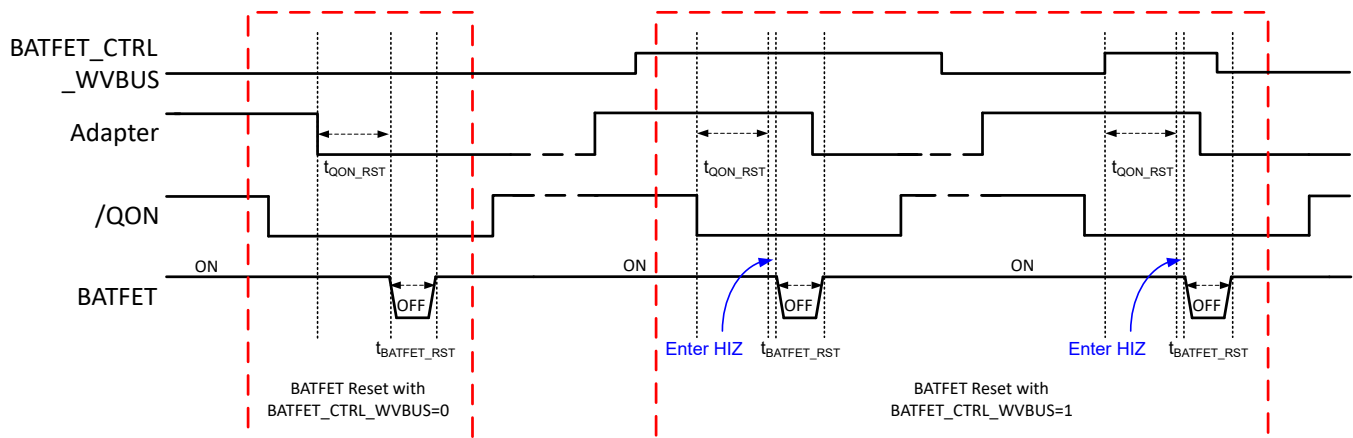 BATFET_CTRL
_WVBUS
Adapter
tQON_RST
tQON_RST
tQON_RST
/QON
ON
ON
ON
BATFET
OFF
OFF
OFF
tBATFET_RST
Enter HIZ
tBATFET_RST
Enter HIZ
tBATFET_RST
BATFET Reset with
BATFET_CTRL_WVBUS=0
BATFET Reset with
BATFET_CTRL_WVBUS=1